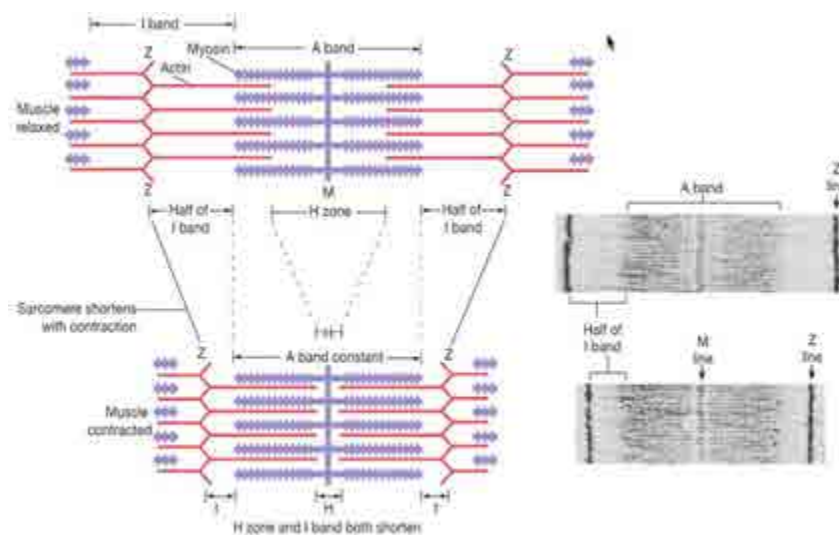 I band
Z
Myosin
A band
Z
Actin
Muscle
relaxed
Z
M
Z
Half of
I band
H zone
Half of
I band
Sarcomere shortens
with contraction
H
Z
A band constant
Z
Muscle
contracted
I
H
I
H zone and I band both shorten
A band
Z
line
Half of
I band
M
line
Z
line